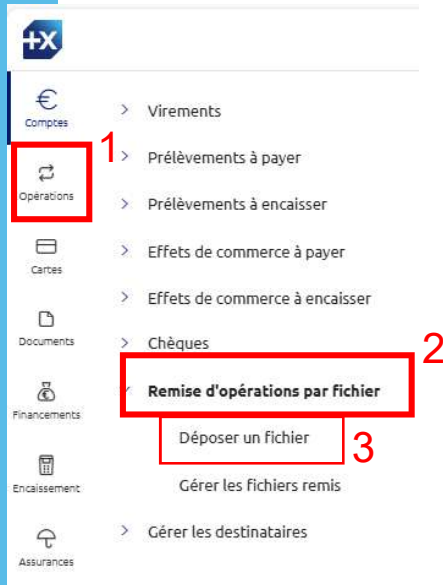 +X
Comptes
1
Opérations
Cartes
Documents
Financements
Encaissement
Assurances
> Virements
> Prélèvements à payer
> Prélèvements à encaisser
> Effets de commerce à payer
> Effets de commerce à encaisser
> Chèques
2
Remise d'opérations par fichier
Déposer un fichier
3
Gérer les fichiers remis
> Gérer les destinataires